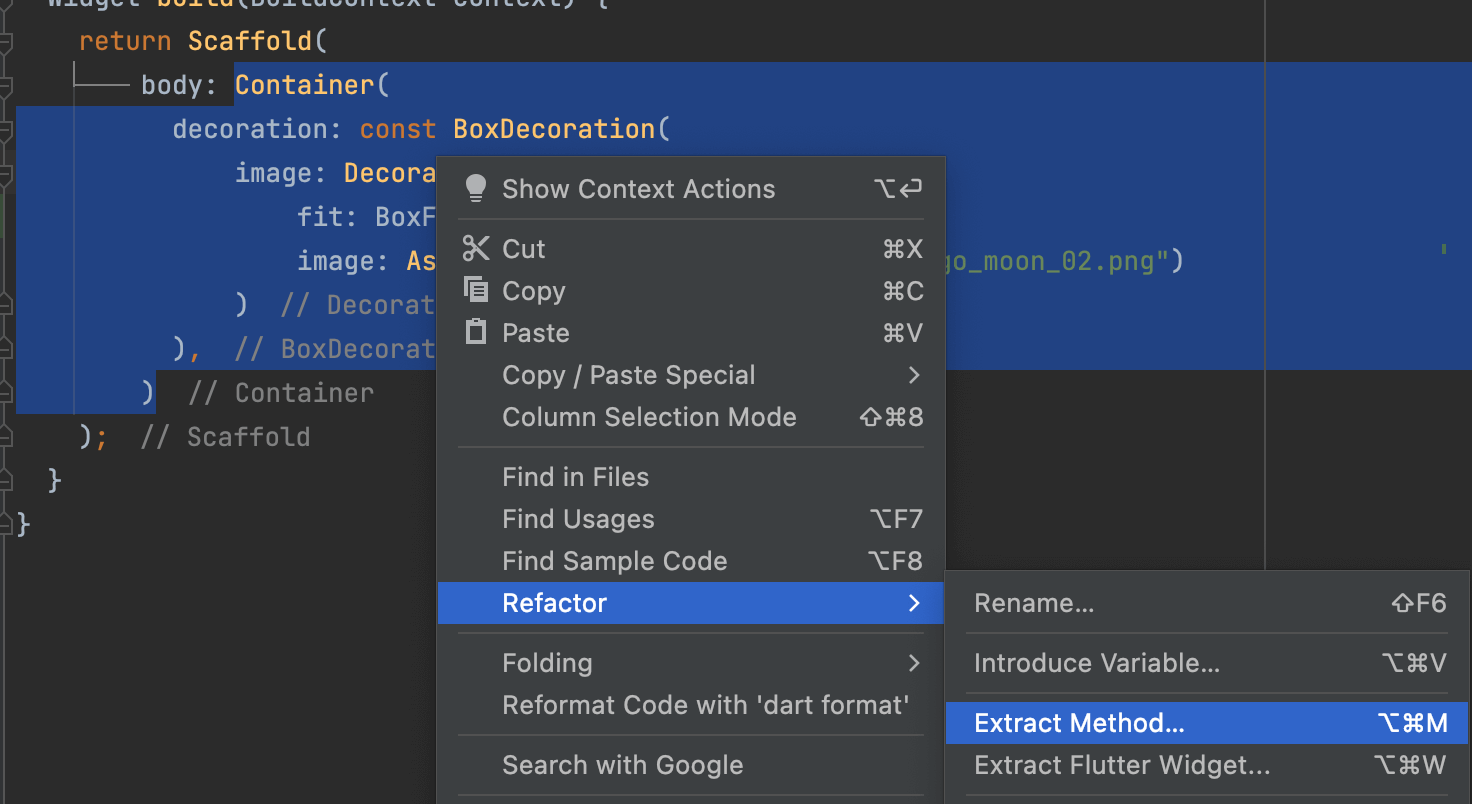 Widget build(BuildContext context) {
return Scaffold(
body: Container(
decoration: const BoxDecoration(
image: Decora
fit: BoxF
image: As go_moon_02.png")
) // Decorat
), // BoxDecorat
) // Container
); // Scaffold
}
}
Show Context Actions ⌥⏎
Cut ⌘X
Copy ⌘C
Paste ⌘V
Copy / Paste Special
Column Selection Mode ⇧⌘8
Find in Files
Find Usages ⌥F7
Find Sample Code ⌥F8
Refactor
Folding
Reformat Code with 'dart format'
Search with Google
Rename... ⇧F6
Introduce Variable... ⌥⌘V
Extract Method... ⌥⌘M
Extract Flutter Widget... ⌥⌘W